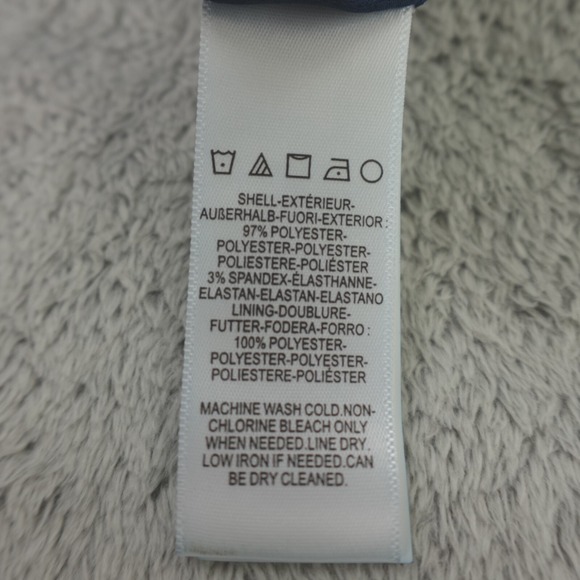 SHELL-EXTÉRIEUR-
AUßERHALB-FUORI-EXTERIOR :
97% POLYESTER-
POLYESTER-POLYESTER-
POLIESTERE-POLIÉSTER
3% SPANDEX-ÉLASTHANNE-
ELASTAN-ELASTAN-ELASTANO
LINING-DOUBLURE-
FUTTER-FODERA-FORRO :
100% POLYESTER-
POLYESTER-POLYESTER-
POLIESTERE-POLIÉSTER
MACHINE WASH COLD.NON-
CHLORINE BLEACH ONLY
WHEN NEEDED.LINE DRY.
LOW IRON IF NEEDED.CAN
BE DRY CLEANED.